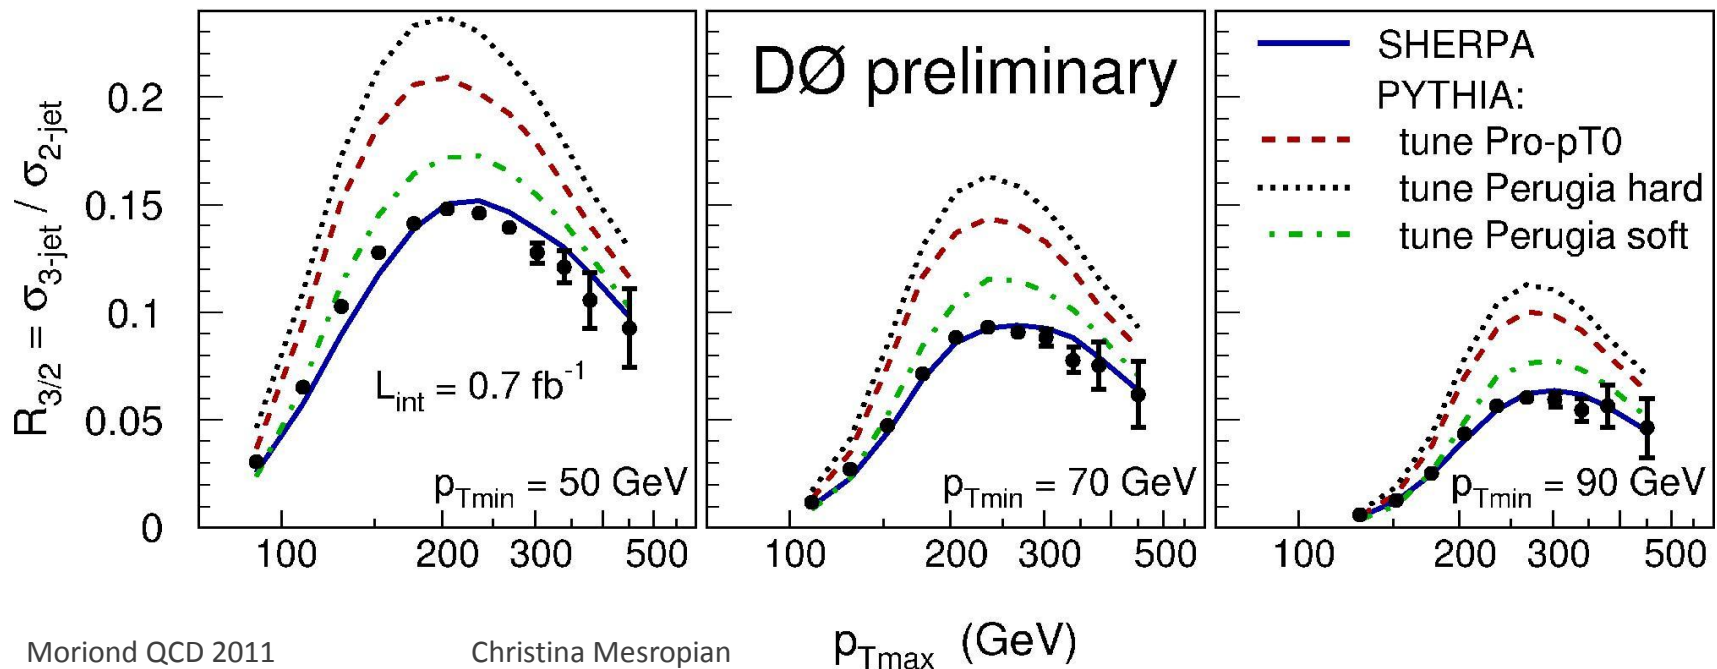 R3/2 = σ3-jet / σ2-jet
0.2
0.15
0.1
0.05
0
Lint = 0.7 fb-1
pTmin = 50 GeV
100 200 300 500
DØ preliminary
pTmin = 70 GeV
100 200 300 500
SHERPA
PYTHIA:
tune Pro-pT0
tune Perugia hard
tune Perugia soft
pTmin = 90 GeV
100 200 300 500
pTmax (GeV)
Moriond QCD 2011
Christina Mesropian